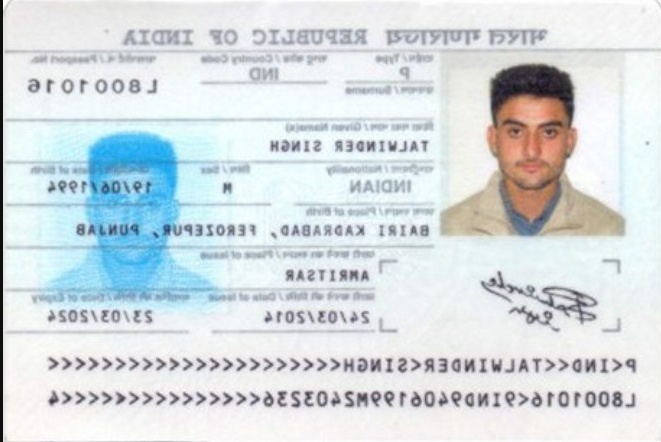 भारत गणराज्य REPUBLIC OF INDIA
टाईप / Type
P
राष्ट्र कोड / Country Code
IND
पासपोर्ट नं. / Passport No.
L8001016
उपनाम / Surname
दिया गया नाम / Given Name(s)
TALWINDER SINGH
राष्ट्रीयता / Nationality
INDIAN
लिंग / Sex
M
जन्मतिथि / Date of Birth
19/06/1994
जन्म स्थान / Place of Birth
BAIRI KADRABAD, FEROZEPUR, PUNJAB
जारी करने का स्थान / Place of Issue
AMRITSAR
जारी करने की तिथि / Date of Issue
24/03/2014
समाप्ति की तिथि / Date of Expiry
23/03/2024
P<IND<<TALWINDER<SINGH<<<<<<<<<<<<<<<<<<<<<<
L8001016<9IND9406199M2403236<<<<<<<<<<<<<<<4